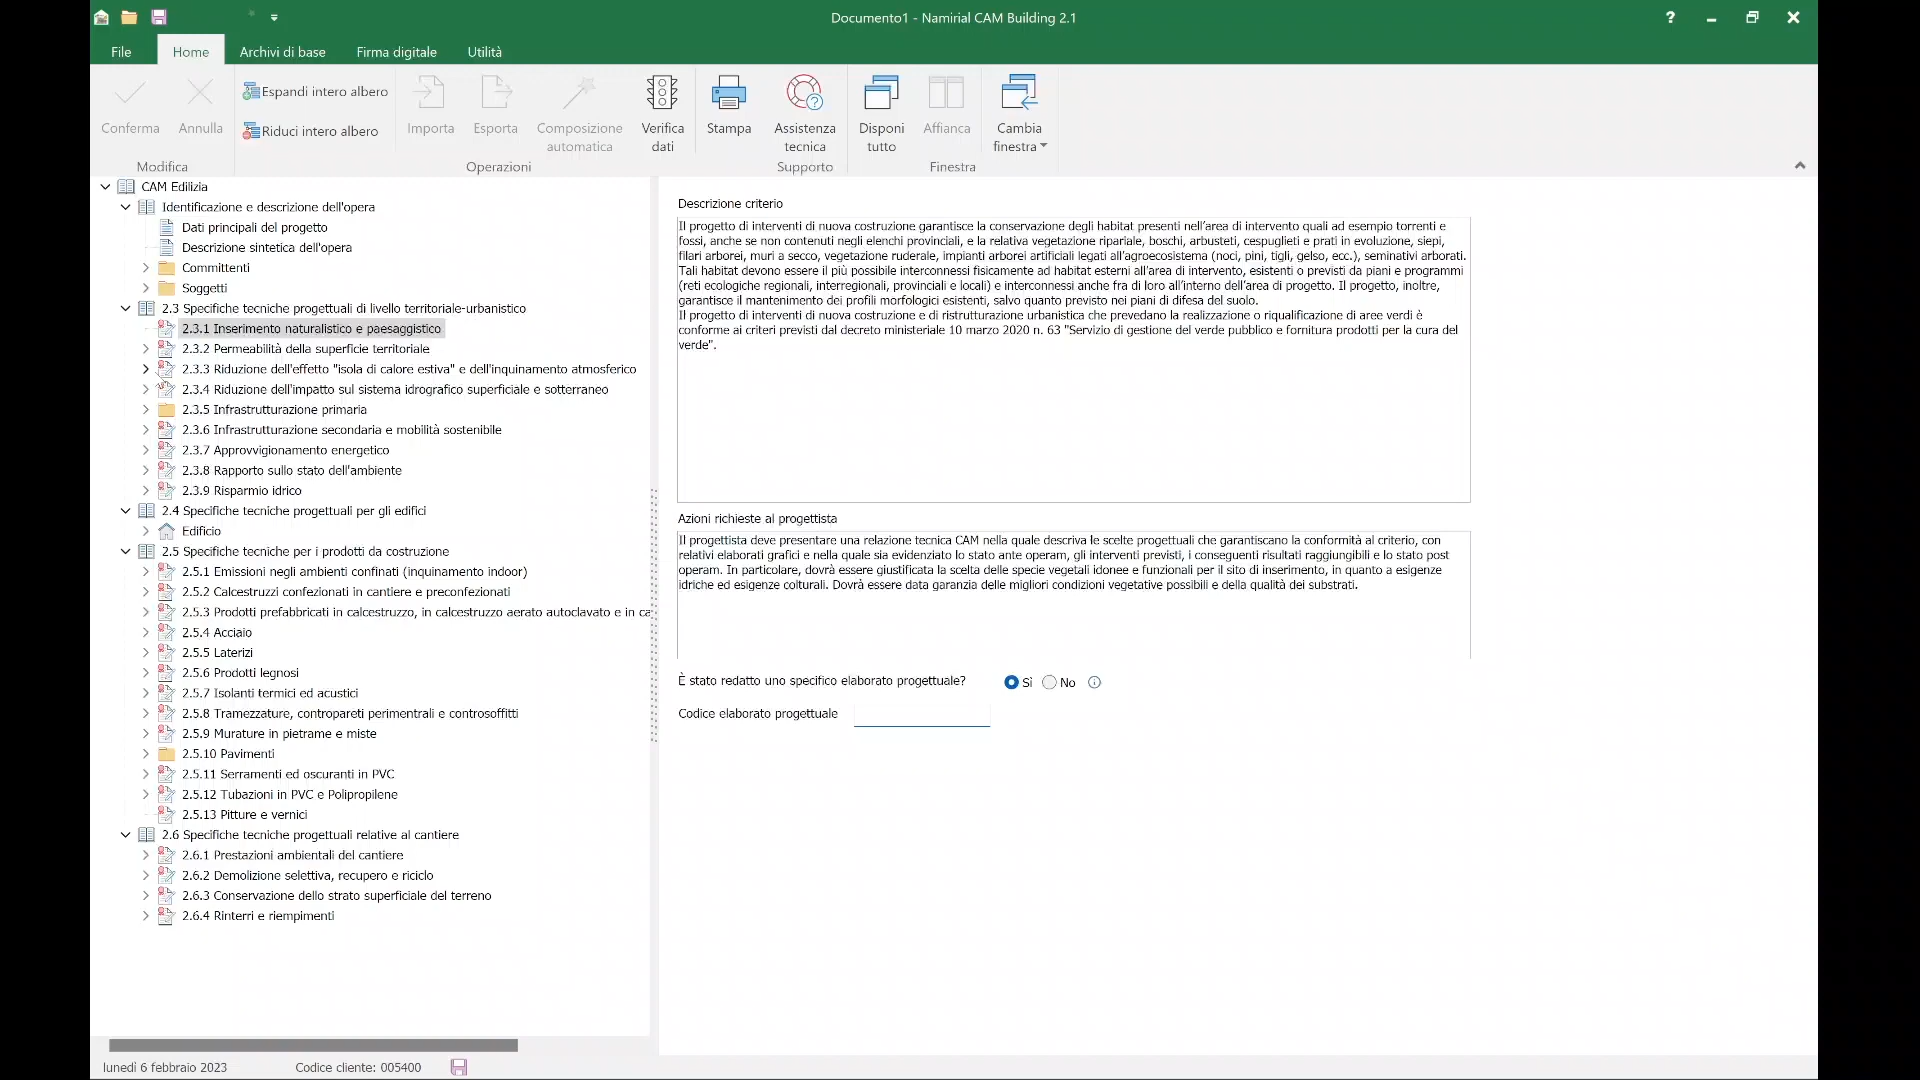 Documento1 - Namirial CAM Building 2.1
?
File
Home
Archivi di base
Firma digitale
Utilità
Conferma
Annulla
Modifica
Espandi intero albero
Riduci intero albero
Importa
Esporta
Composizione
automatica
Verifica
dati
Operazioni
Stampa
Assistenza
tecnica
Supporto
Disponi
tutto
Affianca
Cambia
finestra
Finestra
CAM Edilizia
Identificazione e descrizione dell'opera
Dati principali del progetto
Descrizione sintetica dell'opera
Committenti
Soggetti
2.3 Specifiche tecniche progettuali di livello territoriale-urbanistico
2.3.1 Inserimento naturalistico e paesaggistico
2.3.2 Permeabilità della superficie territoriale
2.3.3 Riduzione dell'effetto "isola di calore estiva" e dell'inquinamento atmosferico
2.3.4 Riduzione dell'impatto sul sistema idrografico superficiale e sotterraneo
2.3.5 Infrastrutturazione primaria
2.3.6 Infrastrutturazione secondaria e mobilità sostenibile
2.3.7 Approvvigionamento energetico
2.3.8 Rapporto sullo stato dell'ambiente
2.3.9 Risparmio idrico
2.4 Specifiche tecniche progettuali per gli edifici
Edificio
2.5 Specifiche tecniche per i prodotti da costruzione
2.5.1 Emissioni negli ambienti confinati (inquinamento indoor)
2.5.2 Calcestruzzi confezionati in cantiere e preconfezionati
2.5.3 Prodotti prefabbricati in calcestruzzo, in calcestruzzo aerato autoclavato e in ca
2.5.4 Acciaio
2.5.5 Laterizi
2.5.6 Prodotti legnosi
2.5.7 Isolanti termici ed acustici
2.5.8 Tramezzature, contropareti perimetrali e controsoffitti
2.5.9 Murature in pietrame e miste
2.5.10 Pavimenti
2.5.11 Serramenti ed oscuranti in PVC
2.5.12 Tubazioni in PVC e Polipropilene
2.5.13 Pitture e vernici
2.6 Specifiche tecniche progettuali relative al cantiere
2.6.1 Prestazioni ambientali del cantiere
2.6.2 Demolizione selettiva, recupero e riciclo
2.6.3 Conservazione dello strato superficiale del terreno
2.6.4 Rinterri e riempimenti
Descrizione criterio
Il progetto di interventi di nuova costruzione garantisce la conservazione degli habitat presenti nell'area di intervento quali ad esempio torrenti e
fossi, anche se non contenuti negli elenchi provinciali, e la relativa vegetazione ripariale, boschi, arbusteti, cespuglieti e prati in evoluzione, siepi,
filari arborei, muri a secco, vegetazione ruderale, impianti arborei artificiali legati all'agroecosistema (noci, pini, tigli, gelso, ecc.), seminativi arborati.
Tali habitat devono essere il più possibile interconnessi fisicamente ad habitat esterni all'area di intervento, esistenti o previsti da piani e programmi
(reti ecologiche regionali, interregionali, provinciali e locali) e interconnessi anche fra di loro all'interno dell'area di progetto. Il progetto, inoltre,
garantisce il mantenimento dei profili morfologici esistenti, salvo quanto previsto nei piani di difesa del suolo.
Il progetto di interventi di nuova costruzione e di ristrutturazione urbanistica che prevedano la realizzazione o riqualificazione di aree verdi è
conforme ai criteri previsti dal decreto ministeriale 10 marzo 2020 n. 63 "Servizio di gestione del verde pubblico e fornitura prodotti per la cura del
verde".
Azioni richieste al progettista
Il progettista deve presentare una relazione tecnica CAM nella quale descriva le scelte progettuali che garantiscano la conformità al criterio, con
relativi elaborati grafici e nella quale sia evidenziato lo stato ante operam, gli interventi previsti, i conseguenti risultati raggiungibili e lo stato post
operam. In particolare, dovrà essere giustificata la scelta delle specie vegetali idonee e funzionali per il sito di inserimento, in quanto a esigenze
idriche ed esigenze colturali. Dovrà essere data garanzia delle migliori condizioni vegetative possibili e della qualità dei substrati.
È stato redatto uno specifico elaborato progettuale?
Sì
No
Codice elaborato progettuale
lunedì 6 febbraio 2023
Codice cliente: 005400